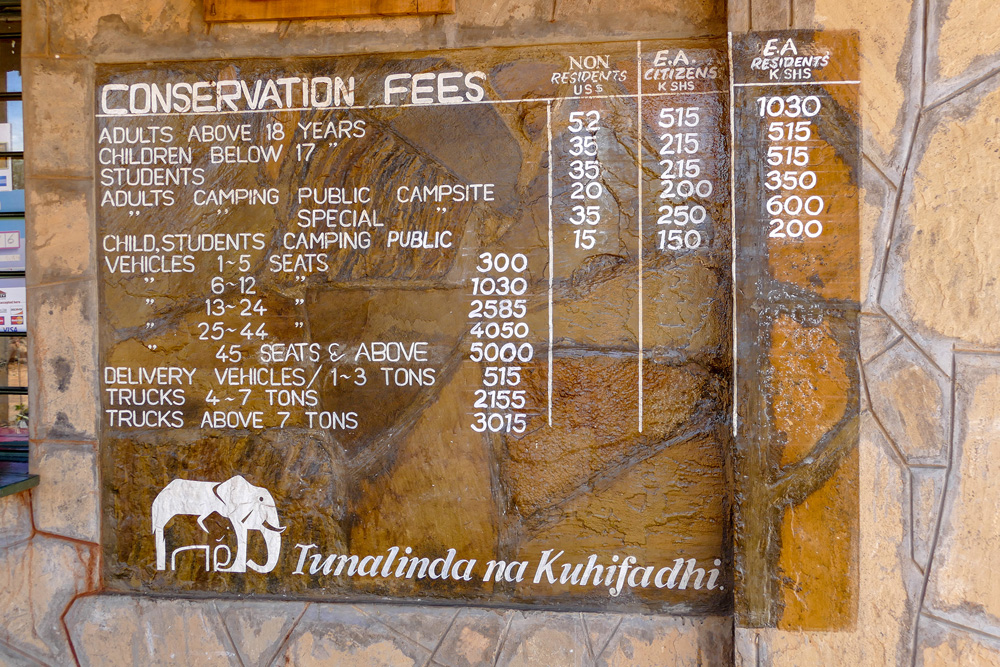 CONSERVATION FEES NON RESIDENTS US$ E.A. CITIZENS KSHS E.A RESIDENTS KSHS
ADULTS ABOVE 18 YEARS 52 515 1030
CHILDREN BELOW 17 " 35 215 515
STUDENTS 35 215 515
ADULTS CAMPING PUBLIC CAMPSITE 20 200 350
" " SPECIAL " 35 250 600
CHILD,STUDENTS CAMPING PUBLIC 15 150 200
VEHICLES 1~5 SEATS 300
" 6~12 " 1030
" 13~24 " 2585
" 25~44 " 4050
" 45 SEATS & ABOVE 5000
DELIVERY VEHICLES/1~3 TONS 515
TRUCKS 4~7 TONS 2155
TRUCKS ABOVE 7 TONS 3015
Tunalinda na Kuhifadhi.
VISA